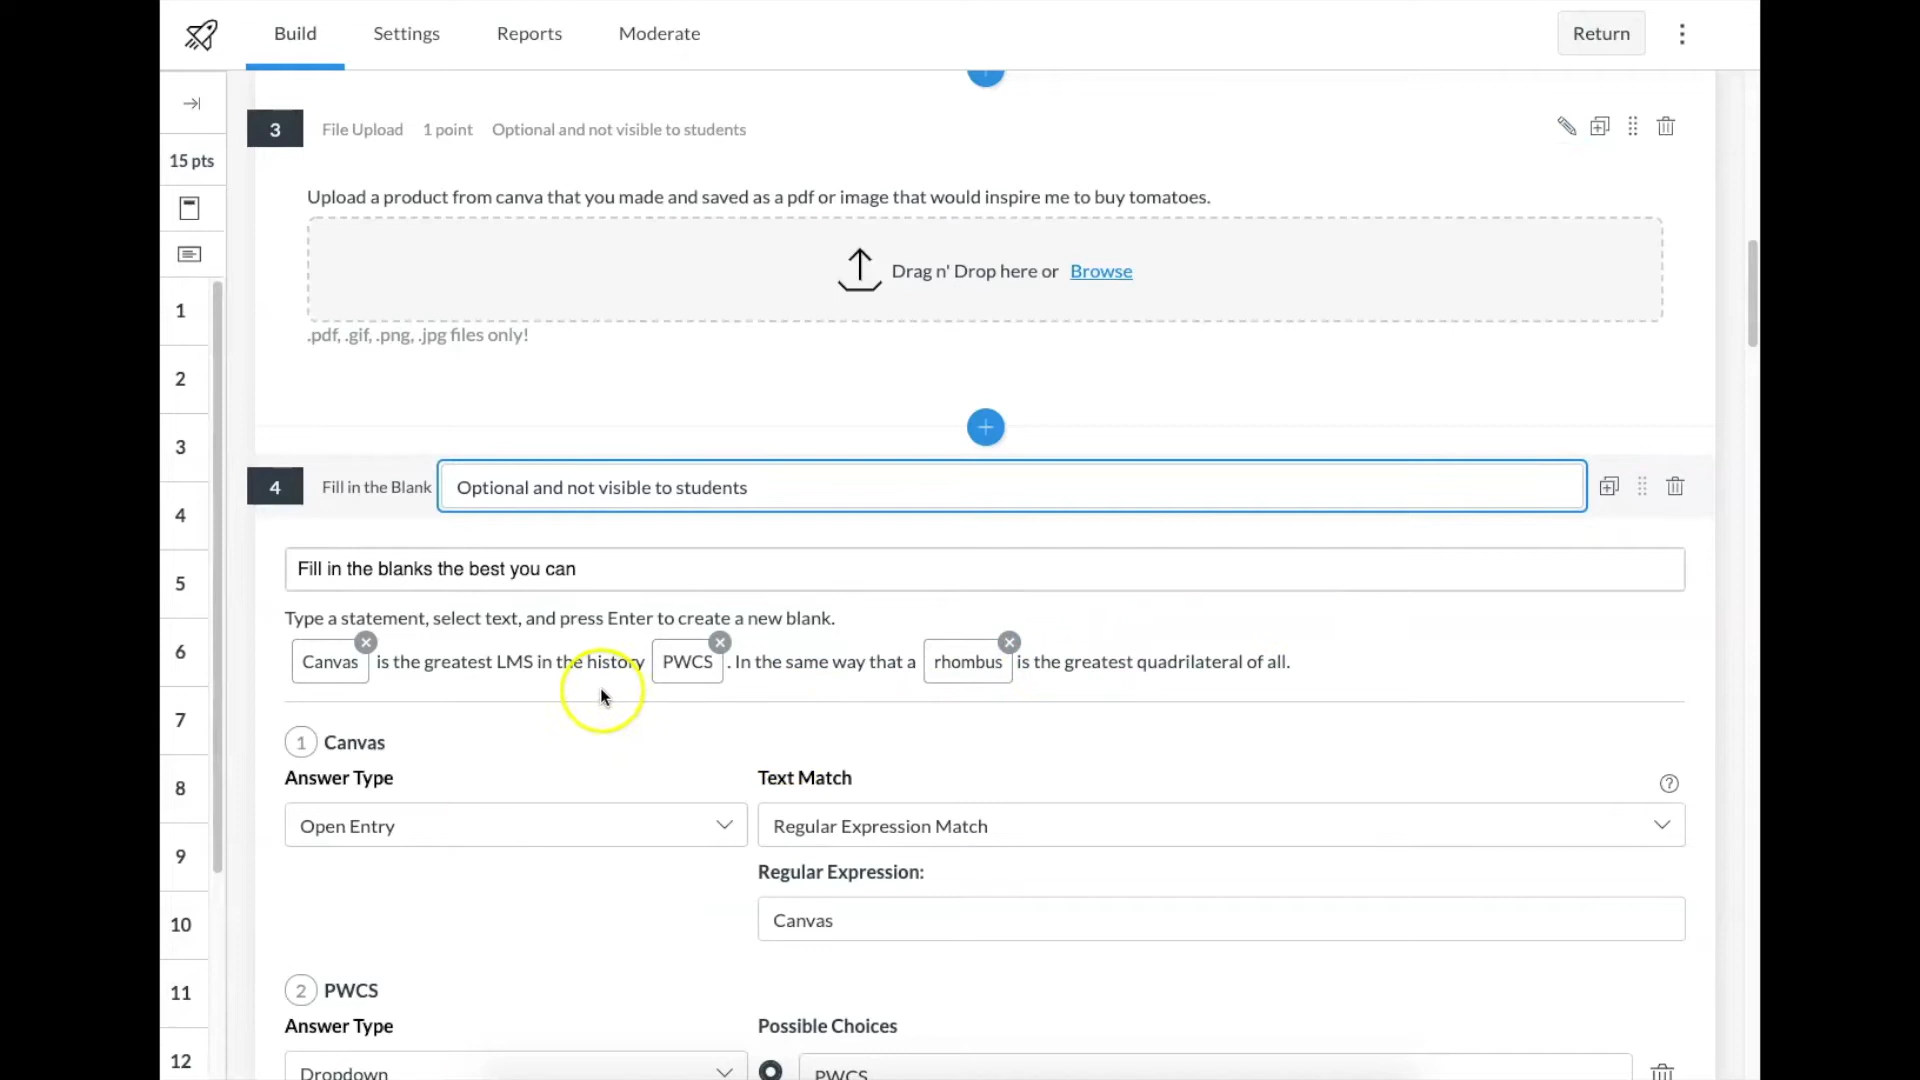 Build Settings Reports Moderate Return
15 pts
1
2
3
4
5
6
7
8
9
10
11
12
3 File Upload 1 point Optional and not visible to students
Upload a product from canva that you made and saved as a pdf or image that would inspire me to buy tomatoes.
Drag n' Drop here or Browse
.pdf, .gif, .png, .jpg files only!
4 Fill in the Blank Optional and not visible to students
Fill in the blanks the best you can
Type a statement, select text, and press Enter to create a new blank.
Canvas is the greatest LMS in the history PWCS . In the same way that a rhombus is the greatest quadrilateral of all.
1 Canvas
Answer Type Text Match
Open Entry Regular Expression Match
Regular Expression:
Canvas
2 PWCS
Answer Type Possible Choices
Dropdown PWCS